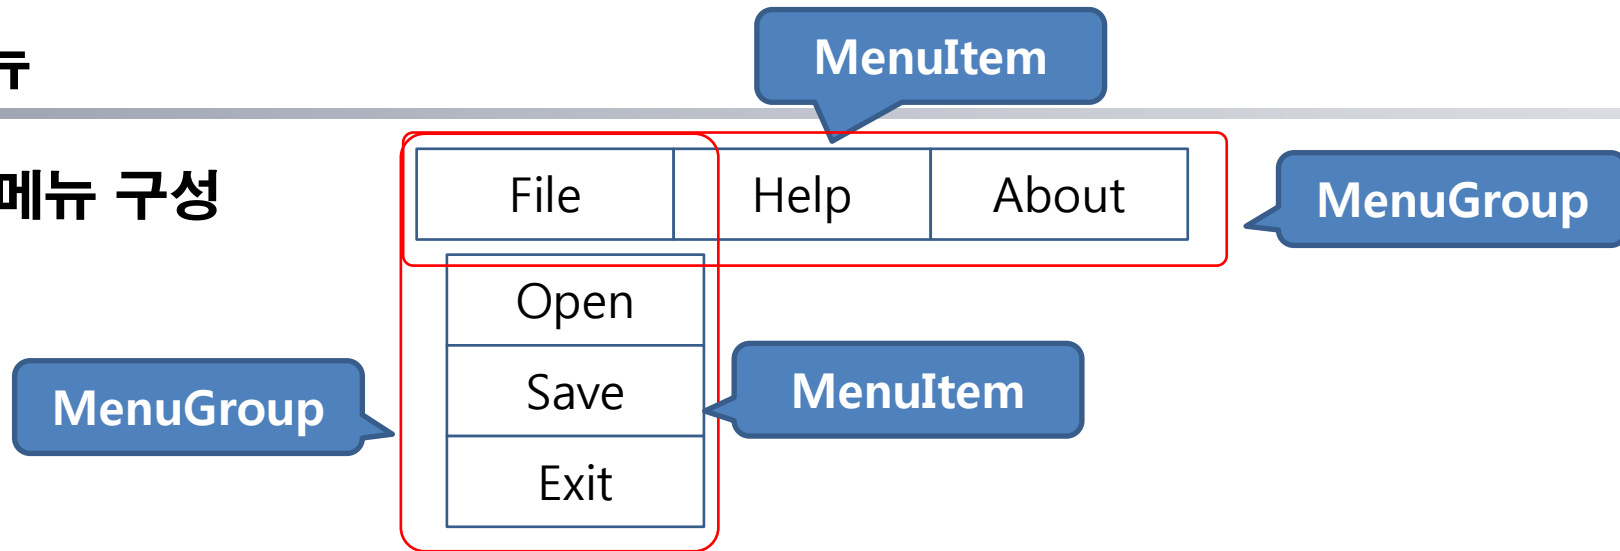 MenuItem
메뉴 구성
File Help About
MenuGroup
Open
Save
MenuItem
MenuGroup
Exit